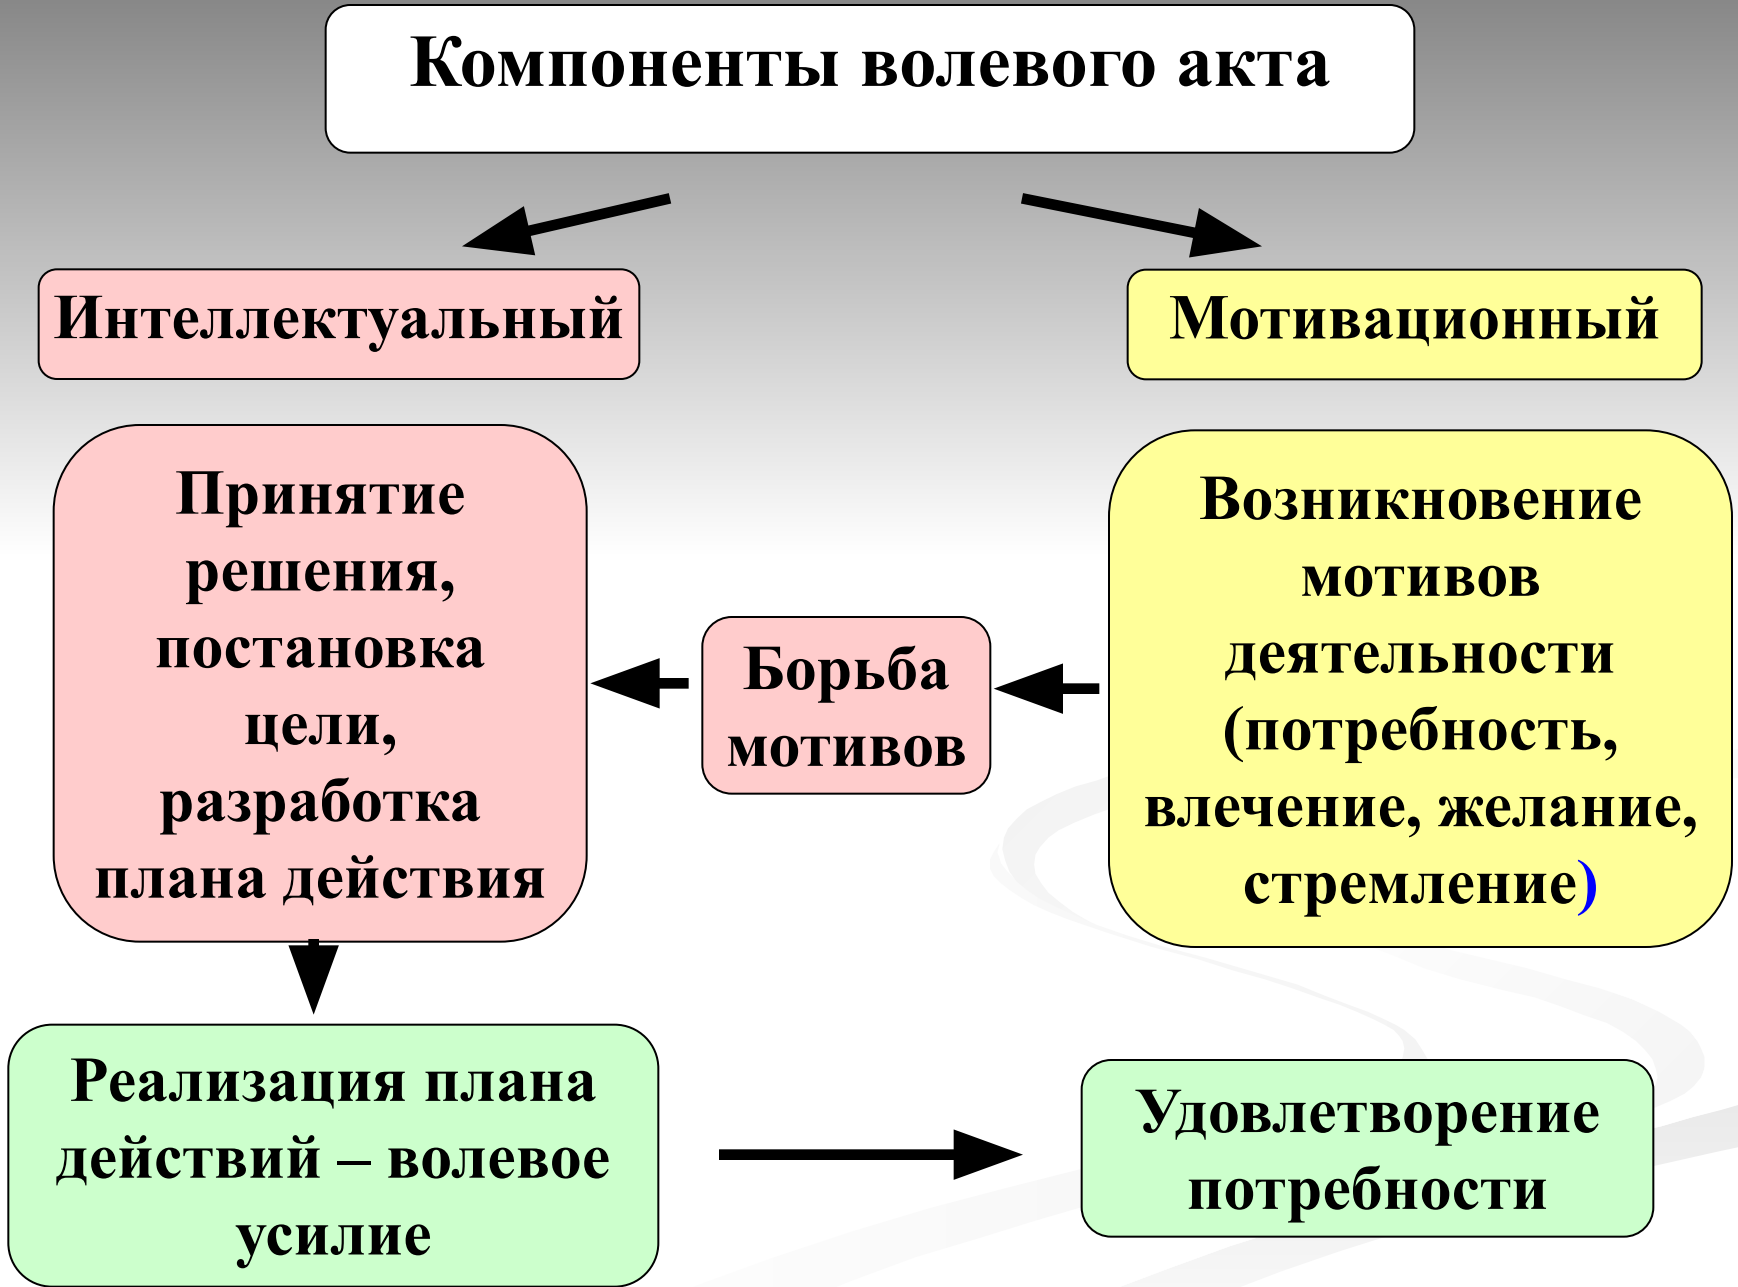 Компоненты волевого акта
Интеллектуальный
Мотивационный
Принятие
решения,
постановка
цели,
разработка
плана действия
Борьба
мотивов
Возникновение
мотивов
деятельности
(потребность,
влечение, желание,
стремление)
Реализация плана
действий – волевое
усилие
Удовлетворение
потребности